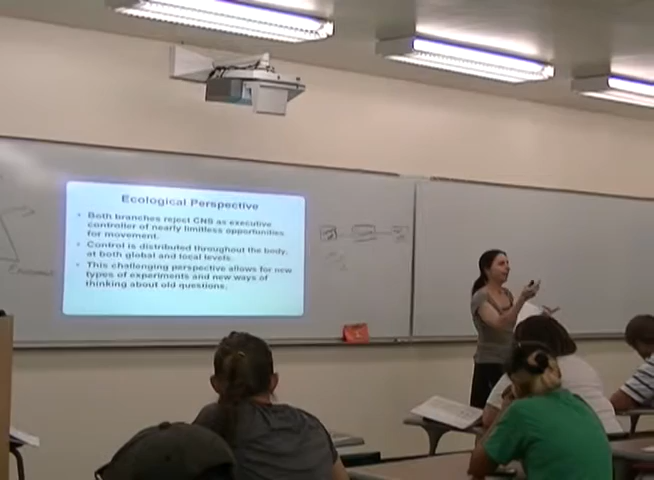 Ecological Perspective
• Both branches reject CNS as executive
controller of nearly limitless opportunities
for movement.
• Control is distributed throughout the body,
at both global and local levels.
• This challenging perspective allows for new
types of experiments and new ways of
thinking about old questions.